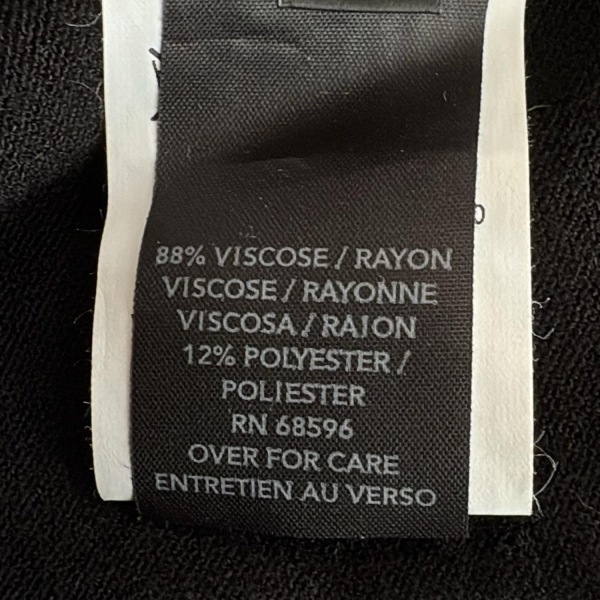 88% VISCOSE / RAYON
VISCOSE / RAYONNE
VISCOSA / RAION
12% POLYESTER /
POLIESTER
RN 68596
OVER FOR CARE
ENTRETIEN AU VERSO